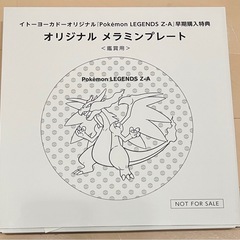 イトーヨーカドーオリジナル『Pokémon LEGENDS Z-A』早期購入特典
オリジナル メラミンプレート
＜鑑賞用＞
Pokémon LEGENDS Z-A
NOT FOR SALE